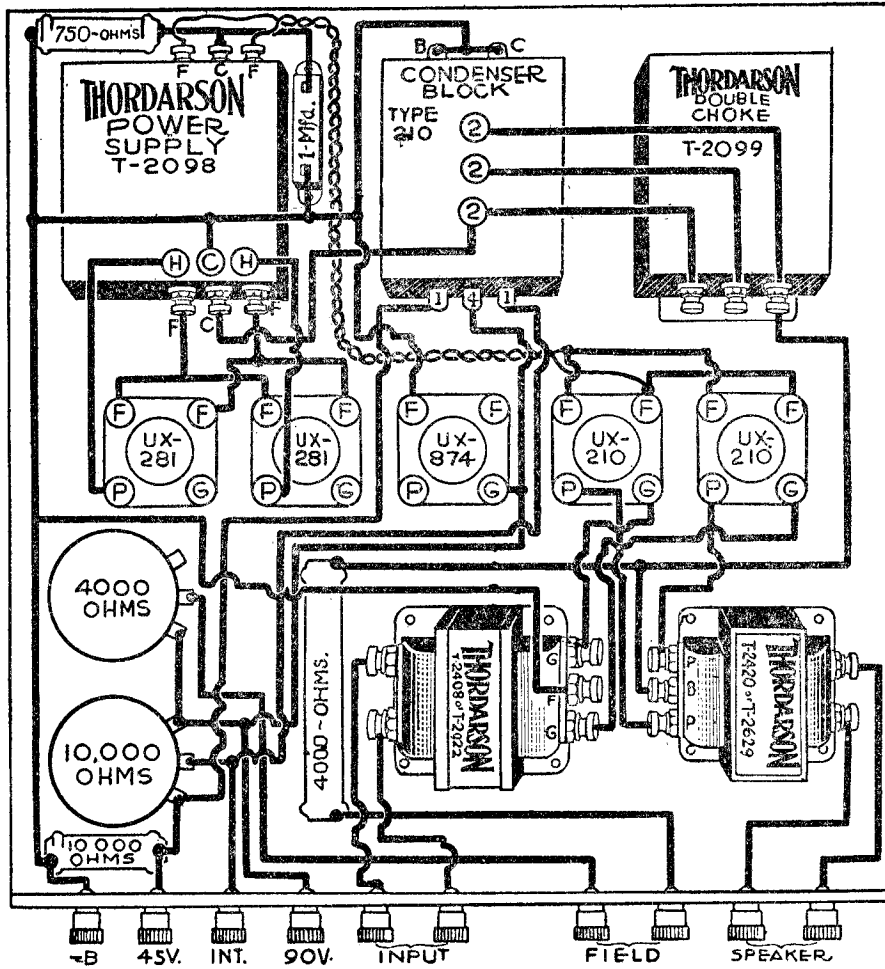 750-OHMS
F C F
THORDARSON
POWER
SUPPLY
T-2098
H C H
F C F
1-Mfd.
B C
CONDENSER
BLOCK
TYPE
210
2
2
2
1 4 1
THORDARSON
DOUBLE
CHOKE
T-2099
F F
UX-
281
P G
F F
UX-
281
P G
F F
UX-
874
P G
F F
UX-
210
P G
F F
UX-
210
P G
4000
OHMS
10,000
OHMS
10000
OHMS
4000-OHMS.
THORDARSON
T-2408 or T-2922
G
F
G
P
B
P
THORDARSON
T-2420 or T-2629
-B 45V. INT. 90V. INPUT FIELD SPEAKER